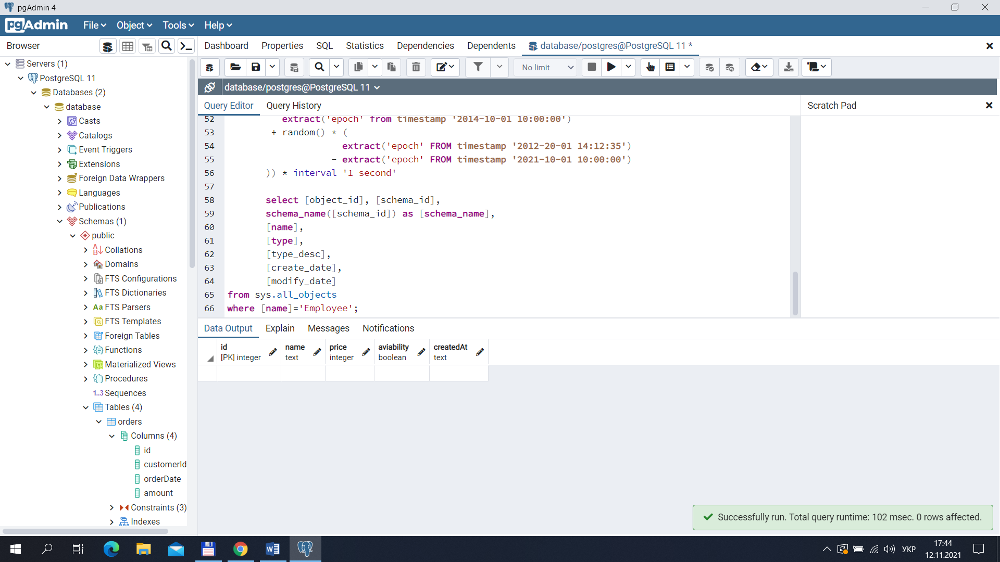 pgAdmin 4
pgAdmin File Object Tools Help
Browser
Dashboard Properties SQL Statistics Dependencies Dependents database/postgres@PostgreSQL 11 *
No limit
database/postgres@PostgreSQL 11
Query Editor Query History
Scratch Pad
Servers (1)
PostgreSQL 11
Databases (2)
database
Casts
Catalogs
Event Triggers
Extensions
Foreign Data Wrappers
Languages
Publications
Schemas (1)
public
Collations
Domains
FTS Configurations
FTS Dictionaries
Aa FTS Parsers
FTS Templates
Foreign Tables
Functions
Materialized Views
Procedures
1..3 Sequences
Tables (4)
orders
Columns (4)
id
customerId
orderDate
amount
Constraints (3)
Indexes
52 extract('epoch' from timestamp '2014-10-01 10:00:00')
53 + random() * (
54 extract('epoch' FROM timestamp '2012-20-01 14:12:35')
55 - extract('epoch' FROM timestamp '2021-10-01 10:00:00')
56 )) * interval '1 second'
57
58 select [object_id], [schema_id],
59 schema_name([schema_id]) as [schema_name],
60 [name],
61 [type],
62 [type_desc],
63 [create_date],
64 [modify_date]
65 from sys.all_objects
66 where [name]='Employee';
Data Output Explain Messages Notifications
id name price aviability createdAt
[PK] integer text integer boolean text
Successfully run. Total query runtime: 102 msec. 0 rows affected.
УКР
17:44
12.11.2021